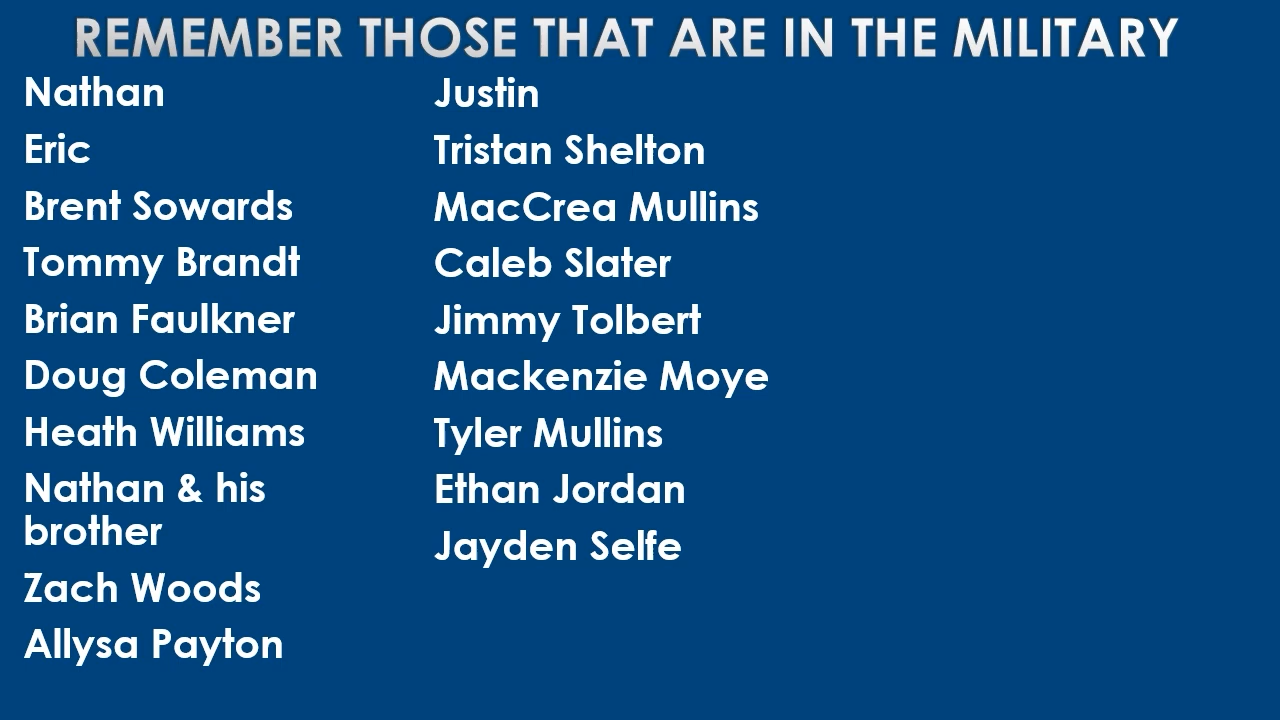 REMEMBER THOSE THAT ARE IN THE MILITARY
Nathan
Eric
Brent Sowards
Tommy Brandt
Brian Faulkner
Doug Coleman
Heath Williams
Nathan & his
brother
Zach Woods
Allysa Payton
Justin
Tristan Shelton
MacCrea Mullins
Caleb Slater
Jimmy Tolbert
Mackenzie Moye
Tyler Mullins
Ethan Jordan
Jayden Selfe